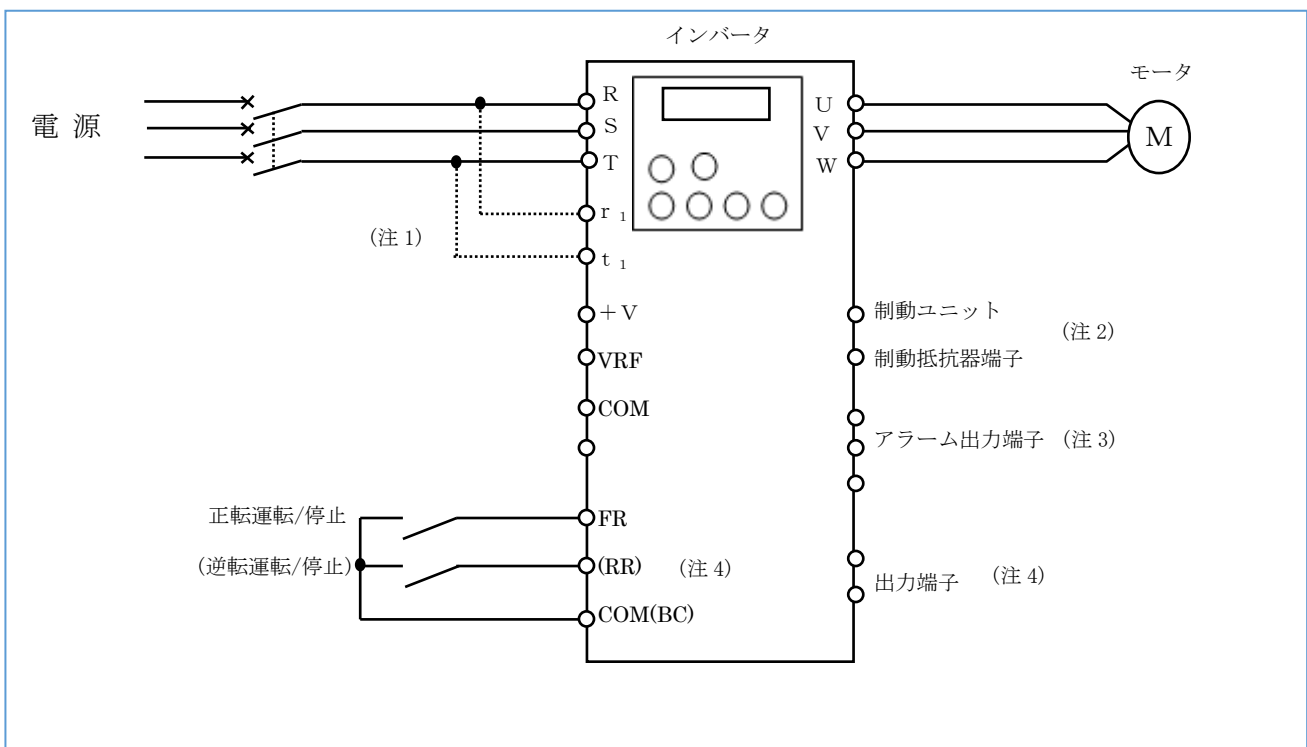 インバータ
モータ
電 源
R
S
T
r 1
t 1
(注 1)
U
V
W
M
+V
VRF
COM
制動ユニット
(注 2)
制動抵抗器端子
アラーム出力端子 (注 3)
正転運転/停止
FR
(逆転運転/停止)
(RR) (注 4)
COM(BC)
出力端子 (注 4)